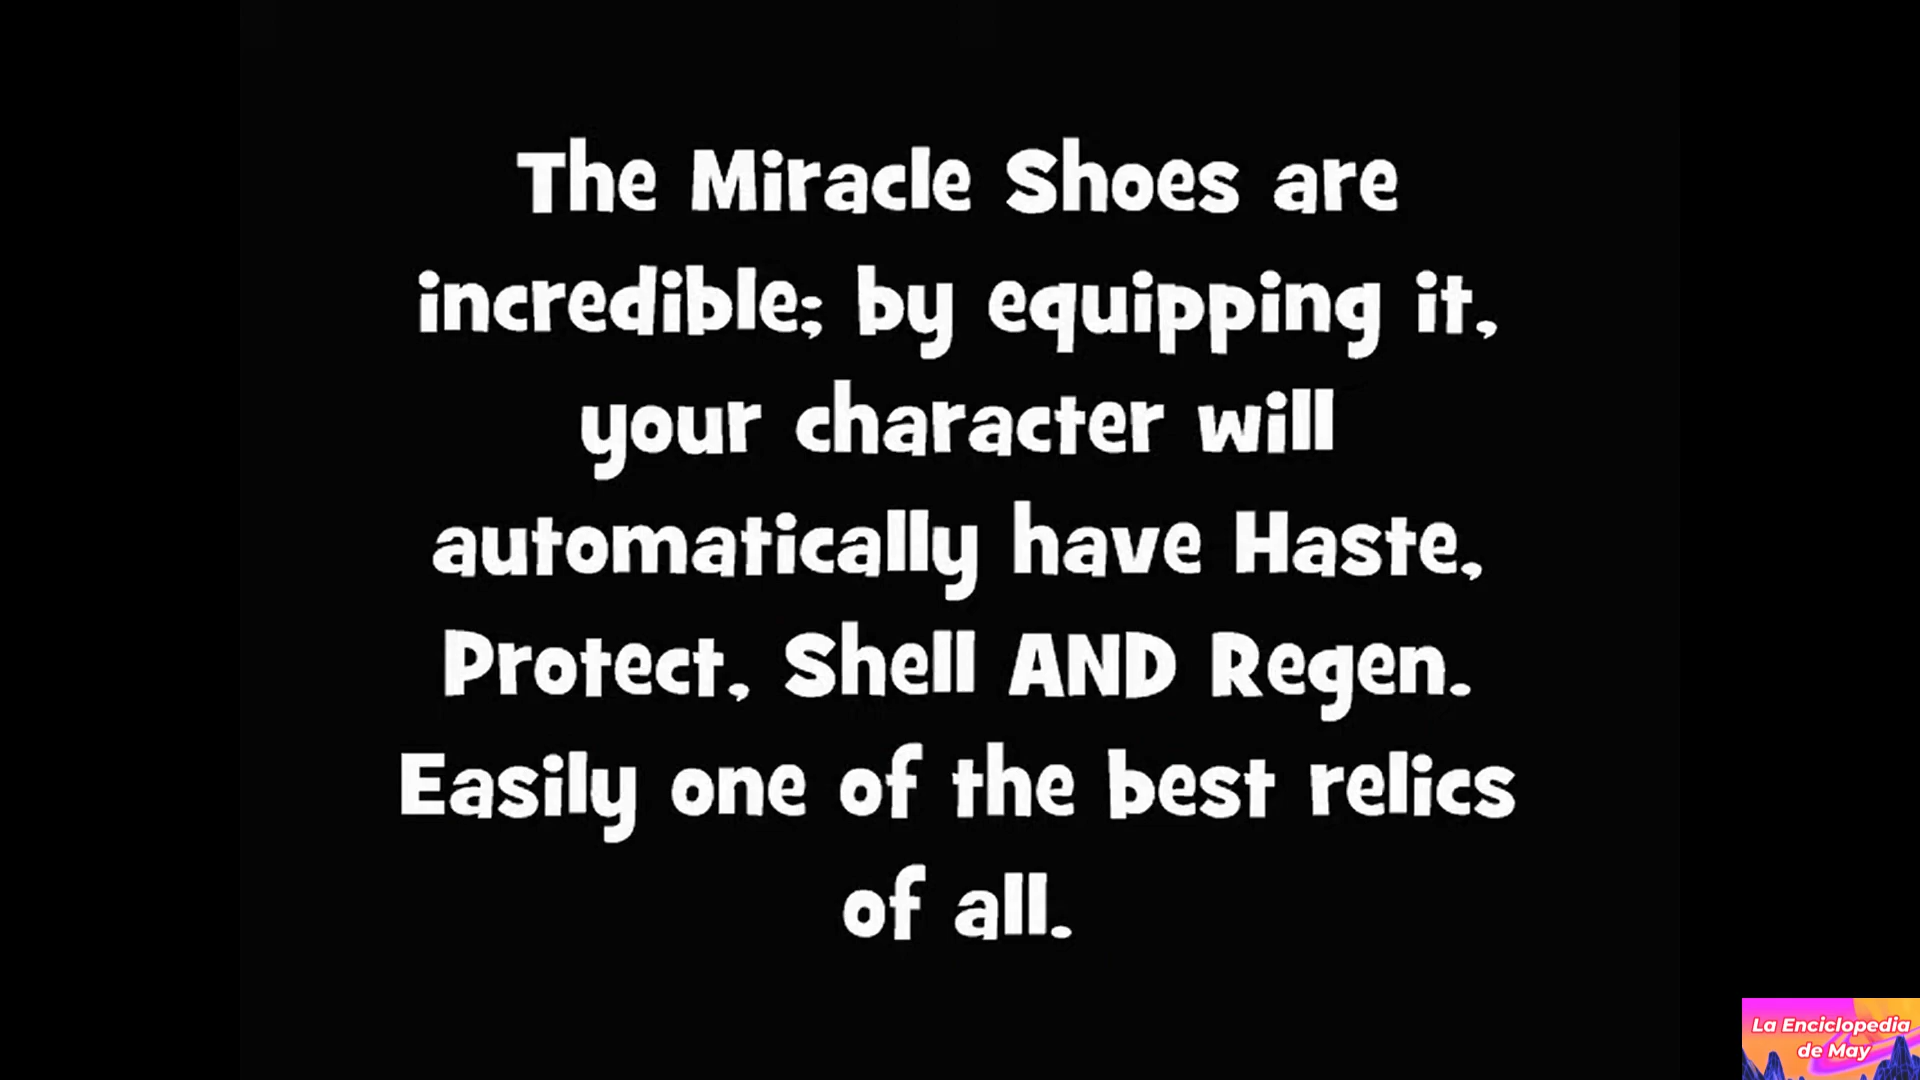 The Miracle Shoes are
incredible; by equipping it,
your character will
automatically have Haste,
Protect, Shell AND Regen.
Easily one of the best relics
of all.
La Enciclopedia
de May